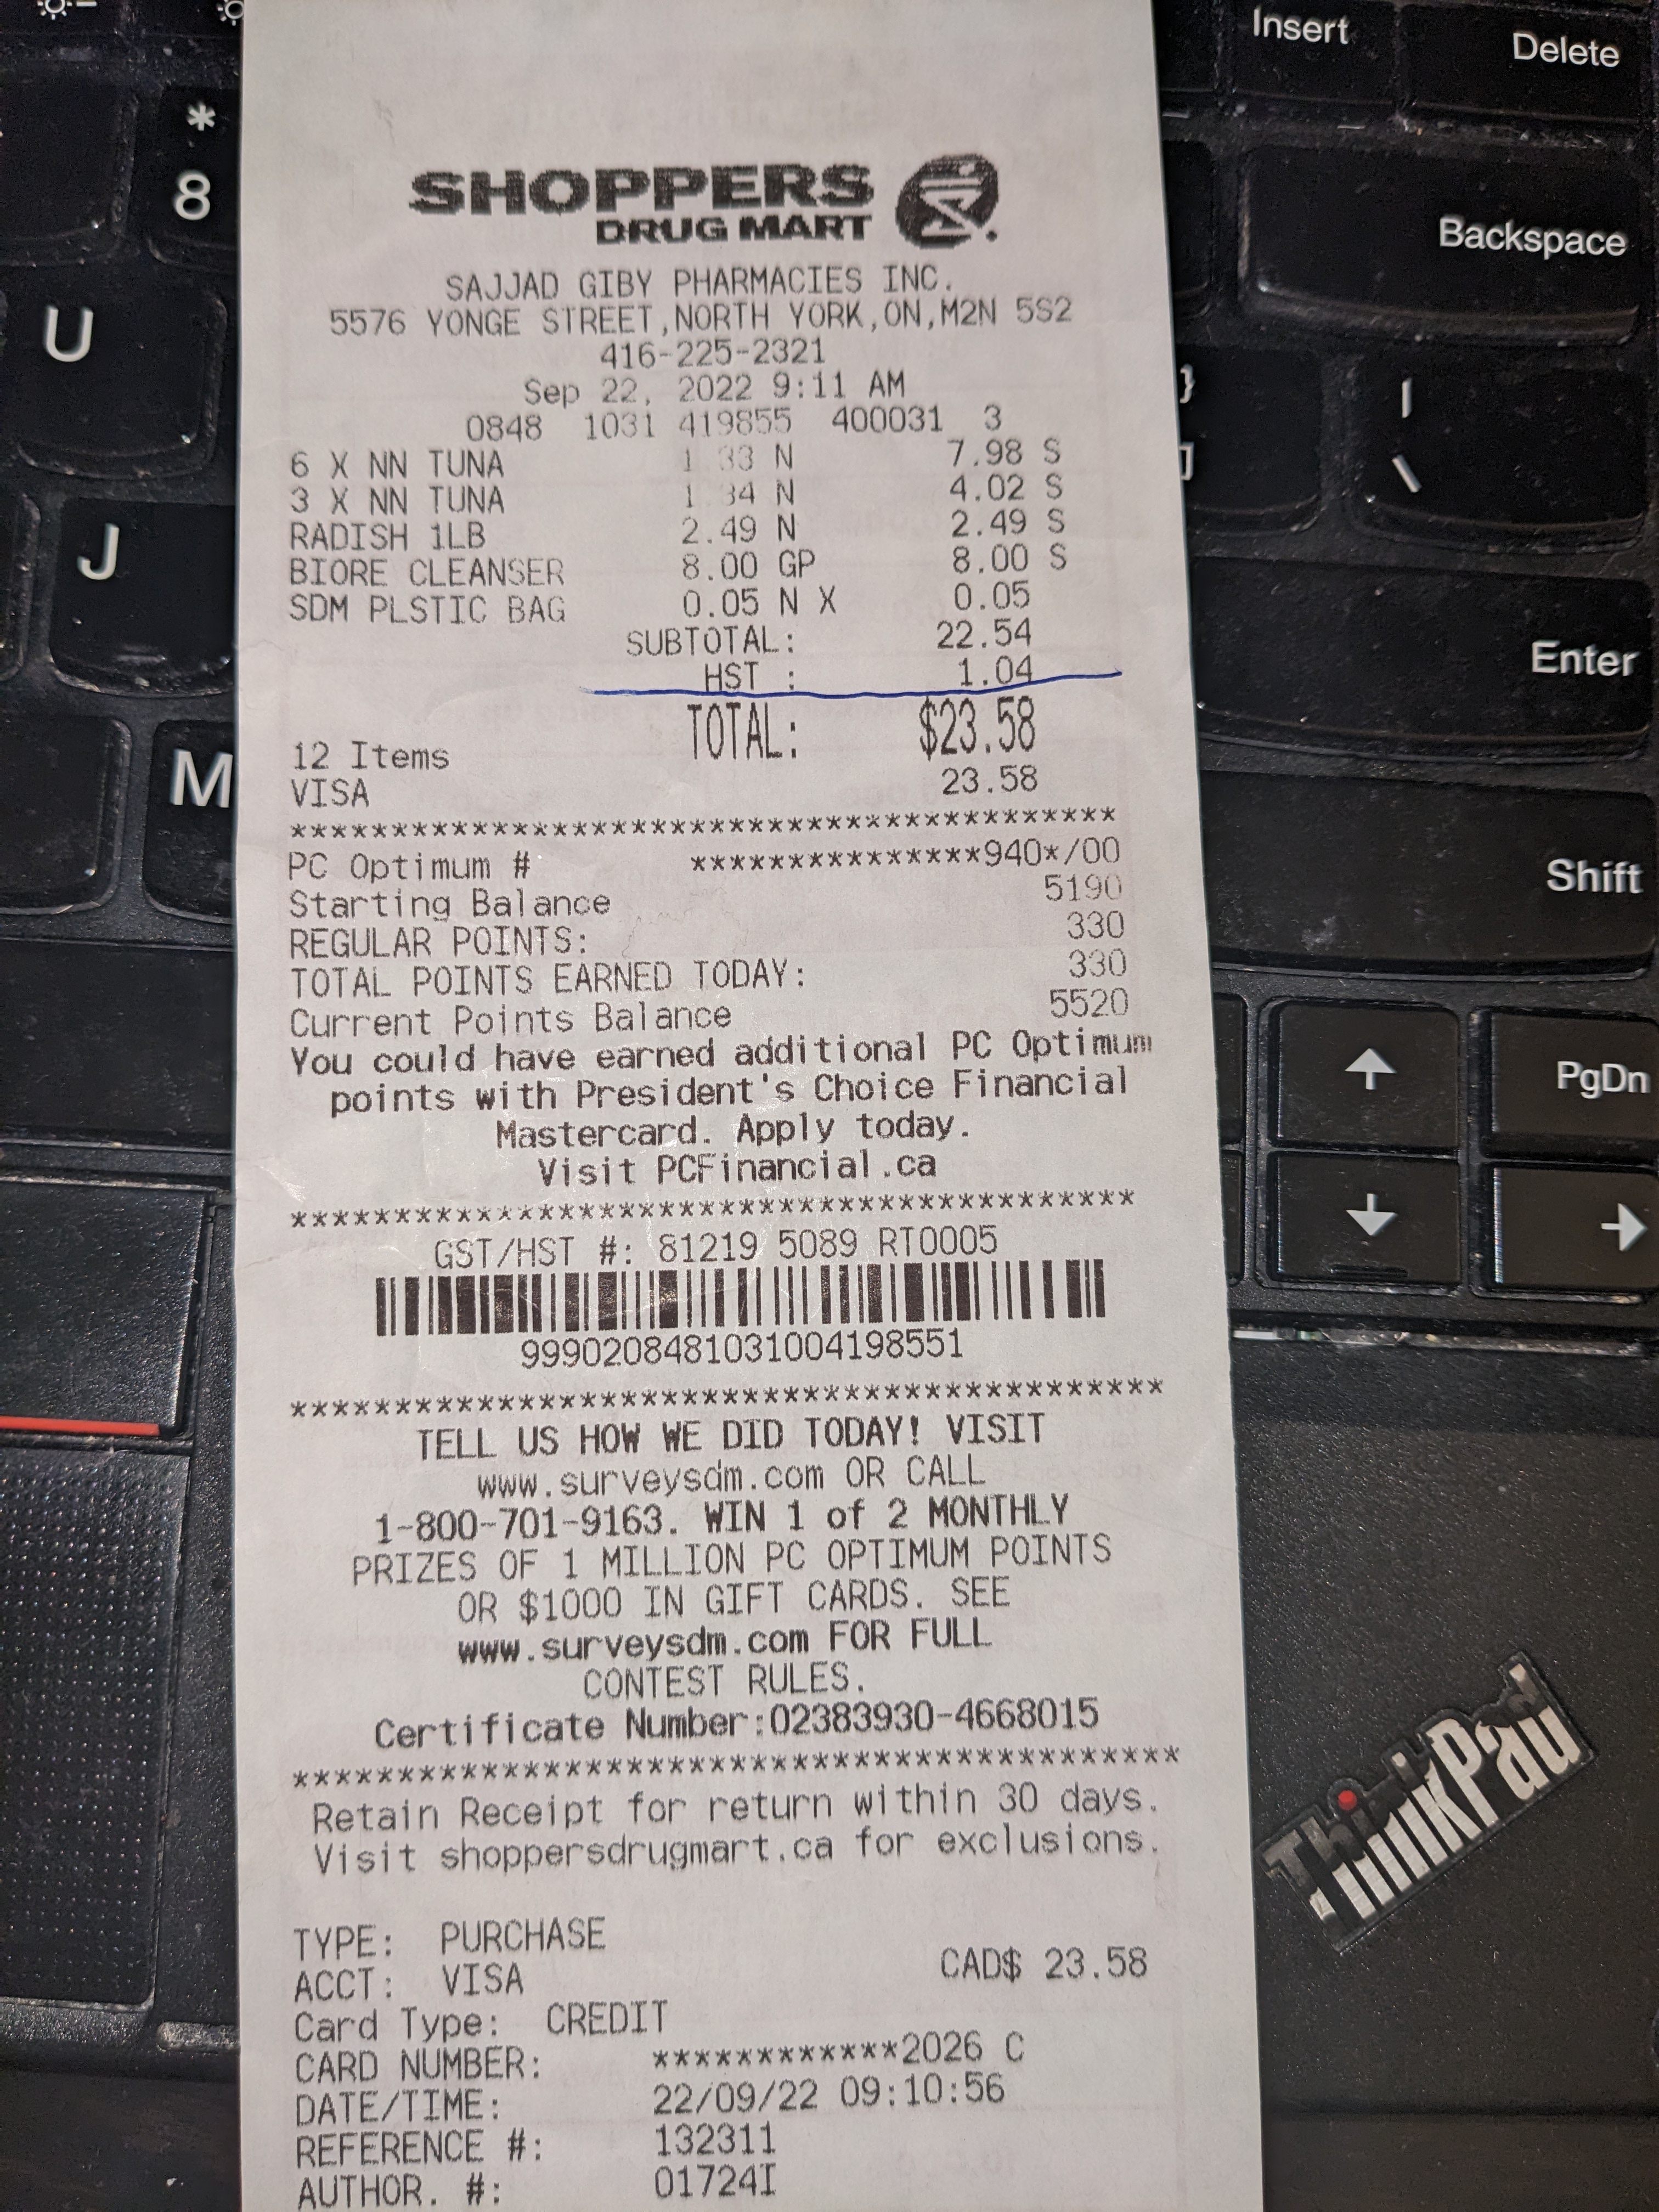 SHOPPERS
DRUG MART
SAJJAD GIBY PHARMACIES INC.
5576 YONGE STREET,NORTH YORK,ON,M2N 5S2
416-225-2321
Sep 22, 2022 9:11 AM
0848 1031 419855 400031 3
6 X NN TUNA 1.33 N 7.98 S
3 X NN TUNA 1.34 N 4.02 S
RADISH 1LB 2.49 N 2.49 S
BIORE CLEANSER 8.00 GP 8.00 S
SDM PLSTIC BAG 0.05 N X 0.05
SUBTOTAL: 22.54
HST : 1.04
TOTAL: $23.58
12 Items
VISA 23.58
****************************************
PC Optimum # ***************940*/00
Starting Balance 5190
REGULAR POINTS: 330
TOTAL POINTS EARNED TODAY: 330
Current Points Balance 5520
You could have earned additional PC Optimum
points with President's Choice Financial
Mastercard. Apply today.
Visit PCFinancial.ca
****************************************
GST/HST #: 81219 5089 RT0005
9990208481031004198551
****************************************
TELL US HOW WE DID TODAY! VISIT
www.surveysdm.com OR CALL
1-800-701-9163. WIN 1 of 2 MONTHLY
PRIZES OF 1 MILLION PC OPTIMUM POINTS
OR $1000 IN GIFT CARDS. SEE
www.surveysdm.com FOR FULL
CONTEST RULES.
Certificate Number:02383930-4668015
****************************************
Retain Receipt for return within 30 days.
Visit shoppersdrugmart.ca for exclusions.
TYPE: PURCHASE
ACCT: VISA CAD$ 23.58
Card Type: CREDIT
CARD NUMBER: ************2026 C
DATE/TIME: 22/09/22 09:10:56
REFERENCE #: 132311
AUTHOR. #: 01724I
*
8
U
J
M
Insert
Delete
Backspace
}
]
|
\
Enter
Shift
PgDn
ThinkPad